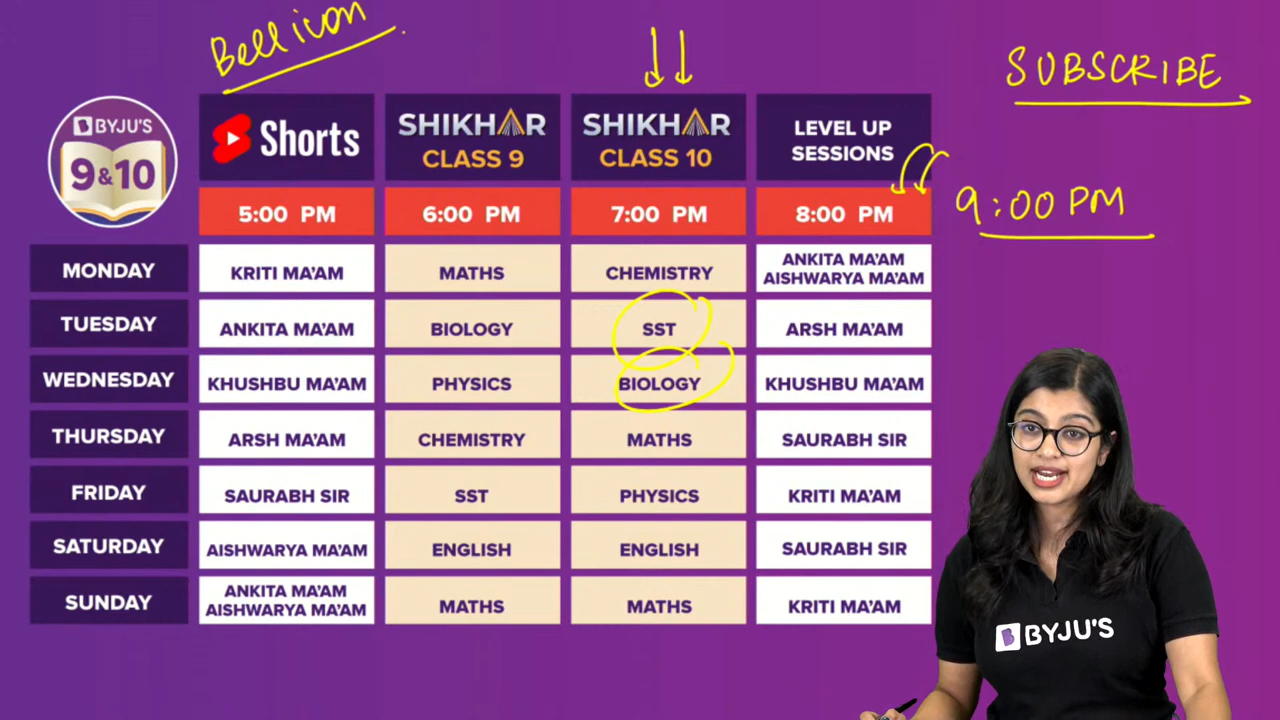 Bell icon
SUBSCRIBE
BYJU'S
9&10
Shorts
SHIKHAR
CLASS 9
SHIKHAR
CLASS 10
LEVEL UP
SESSIONS
5:00 PM
6:00 PM
7:00 PM
8:00 PM
9:00 PM
MONDAY
KRITI MA'AM
MATHS
CHEMISTRY
ANKITA MA'AM
AISHWARYA MA'AM
TUESDAY
ANKITA MA'AM
BIOLOGY
SST
ARSH MA'AM
WEDNESDAY
KHUSHBU MA'AM
PHYSICS
BIOLOGY
KHUSHBU MA'AM
THURSDAY
ARSH MA'AM
CHEMISTRY
MATHS
SAURABH SIR
FRIDAY
SAURABH SIR
SST
PHYSICS
KRITI MA'AM
SATURDAY
AISHWARYA MA'AM
ENGLISH
ENGLISH
SAURABH SIR
SUNDAY
ANKITA MA'AM
AISHWARYA MA'AM
MATHS
MATHS
KRITI MA'AM
BYJU'S